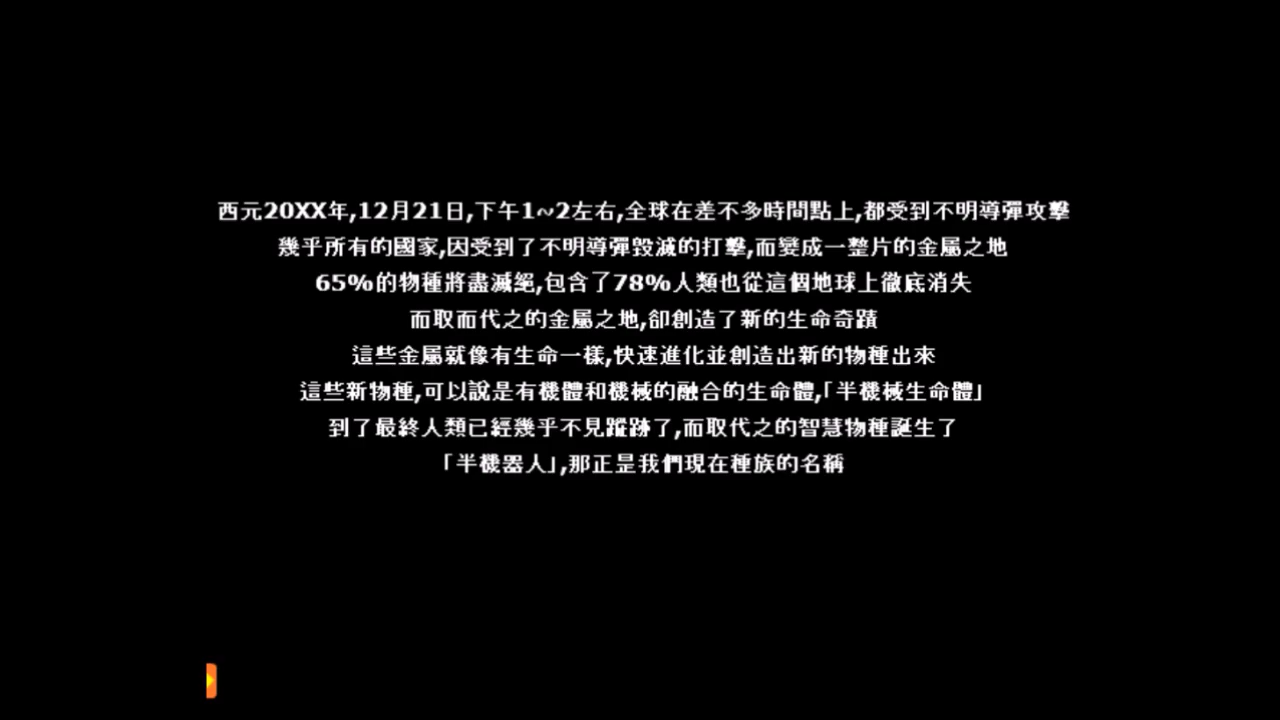 西元20XX年,12月21日,下午1~2左右,全球在差不多時間點上,都受到不明導彈攻擊
幾乎所有的國家,因受到了不明導彈毀滅的打擊,而變成一整片的金屬之地
65%的物種將盡滅絕,包含了78%人類也從這個地球上徹底消失
而取而代之的金屬之地,卻創造了新的生命奇蹟
這些金屬就像有生命一樣,快速進化並創造出新的物種出來
這些新物種,可以說是有機體和機械的融合的生命體,「半機械生命體」
到了最終人類已經幾乎不見蹤跡了,而取代之的智慧物種誕生了
「半機器人」,那正是我們現在種族的名稱